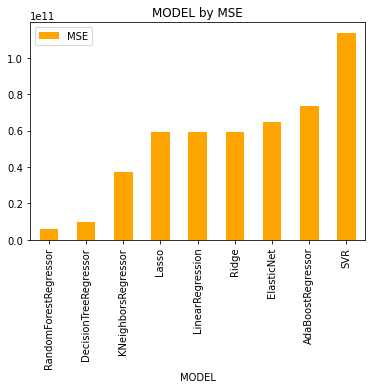 MODEL by MSE
1e11
MSE
1.0
0.8
0.6
0.4
0.2
0.0
RandomForestRegressor
DecisionTreeRegressor
KNeighborsRegressor
Lasso
LinearRegression
Ridge
ElasticNet
AdaBoostRegressor
SVR
MODEL